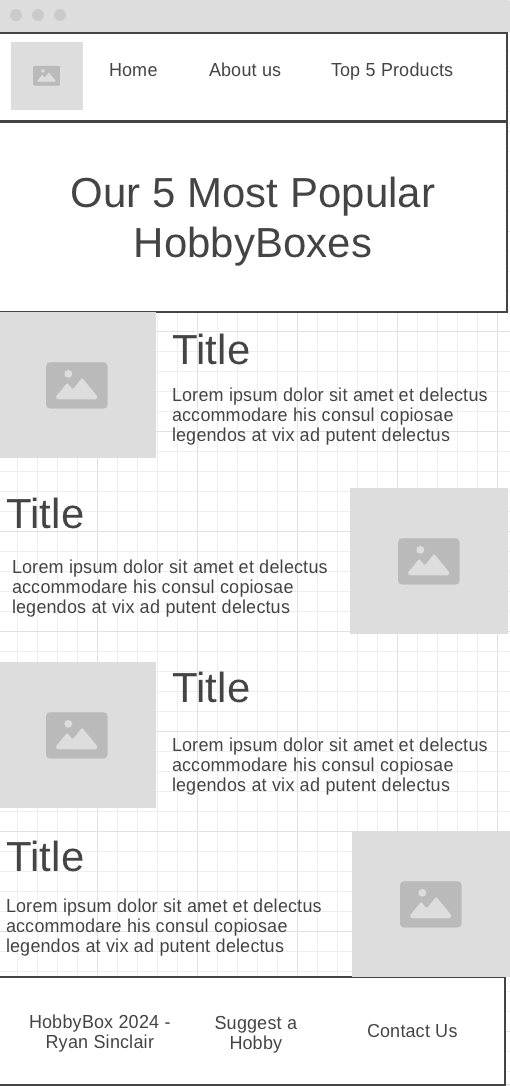 Home About us Top 5 Products
Our 5 Most Popular
HobbyBoxes
Title
Lorem ipsum dolor sit amet et delectus
accommodare his consul copiosae
legendos at vix ad putent delectus
Title
Lorem ipsum dolor sit amet et delectus
accommodare his consul copiosae
legendos at vix ad putent delectus
Title
Lorem ipsum dolor sit amet et delectus
accommodare his consul copiosae
legendos at vix ad putent delectus
Title
Lorem ipsum dolor sit amet et delectus
accommodare his consul copiosae
legendos at vix ad putent delectus
HobbyBox 2024 -
Ryan Sinclair
Suggest a
Hobby
Contact Us